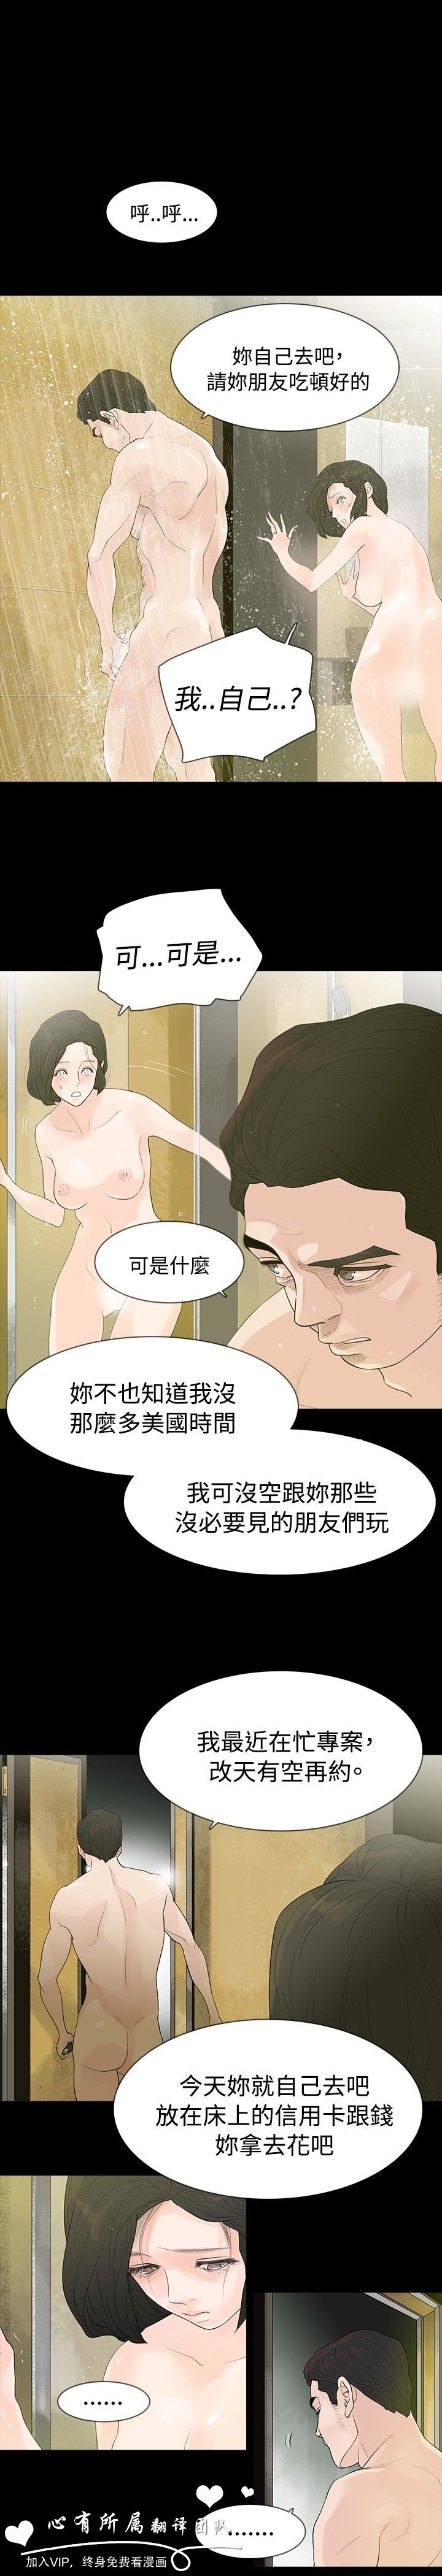 呼..呼...
妳自己去吧，
請妳朋友吃頓好的
我..自己..?
可...可是...
可是什麼
妳不也知道我沒
那麼多美國時間
我可沒空跟妳那些
沒必要見的朋友們玩
我最近在忙專案，
改天有空再約。
今天妳就自己去吧
放在床上的信用卡跟錢
妳拿去花吧
......
.......
心有所属翻译团队
加入VIP，终身免费看漫画